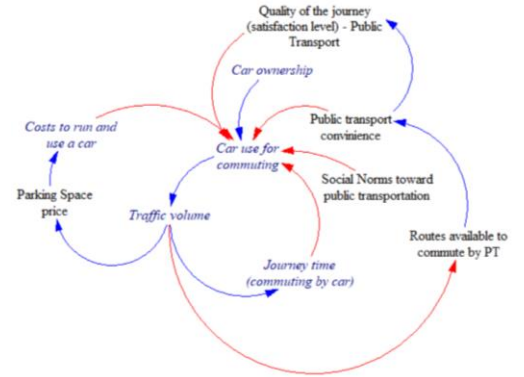 Quality of the journey
(satisfaction level) - Public
Transport
Car ownership
Costs to run and
use a car
Public transport
convinience
Car use for
commuting
Social Norms toward
public transportation
Parking Space
price
Traffic volume
Routes available to
commute by PT
Journey time
(commuting by car)